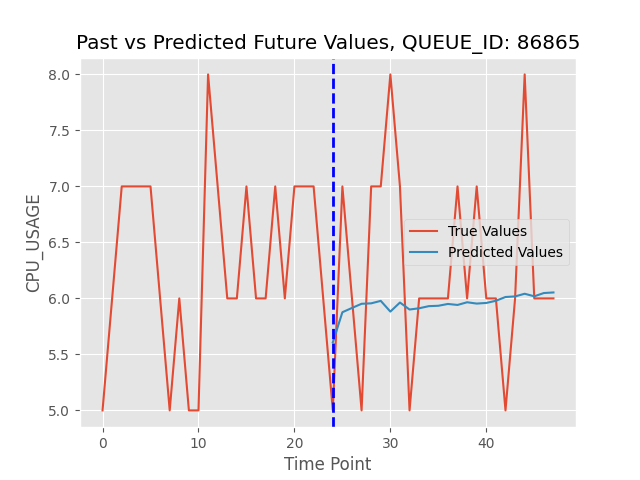 Past vs Predicted Future Values, QUEUE_ID: 86865
8.0
7.5
7.0
6.5
6.0
5.5
5.0
CPU_USAGE
True Values
Predicted Values
0 10 20 30 40
Time Point